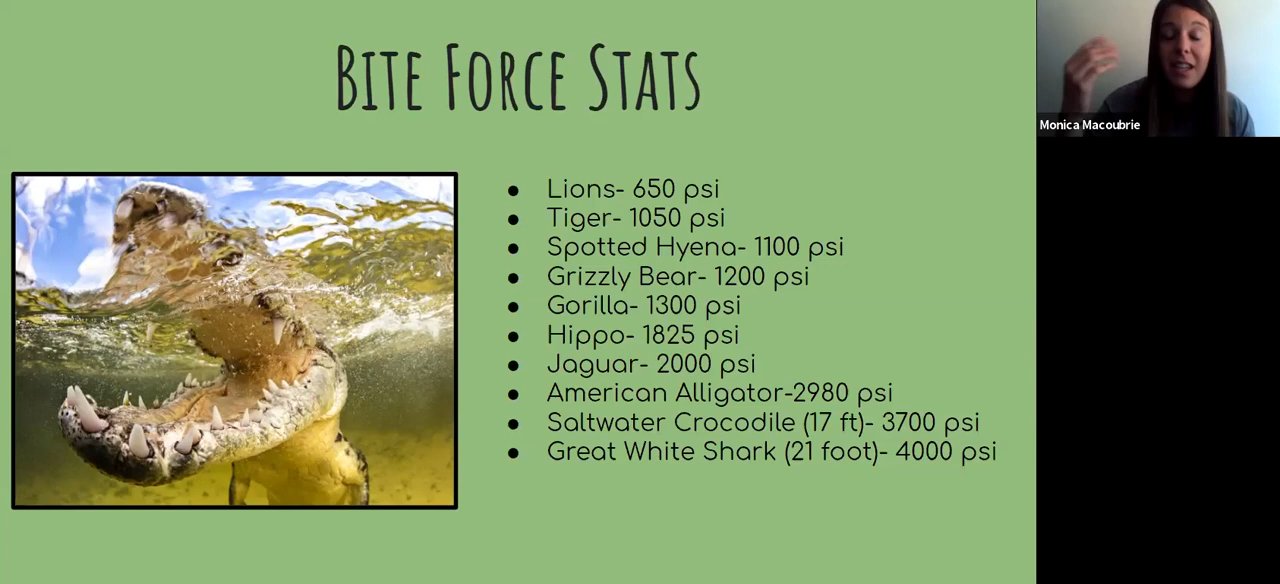 Bite Force Stats
Monica Macoubrie
● Lions- 650 psi
● Tiger- 1050 psi
● Spotted Hyena- 1100 psi
● Grizzly Bear- 1200 psi
● Gorilla- 1300 psi
● Hippo- 1825 psi
● Jaguar- 2000 psi
● American Alligator-2980 psi
● Saltwater Crocodile (17 ft)- 3700 psi
● Great White Shark (21 foot)- 4000 psi